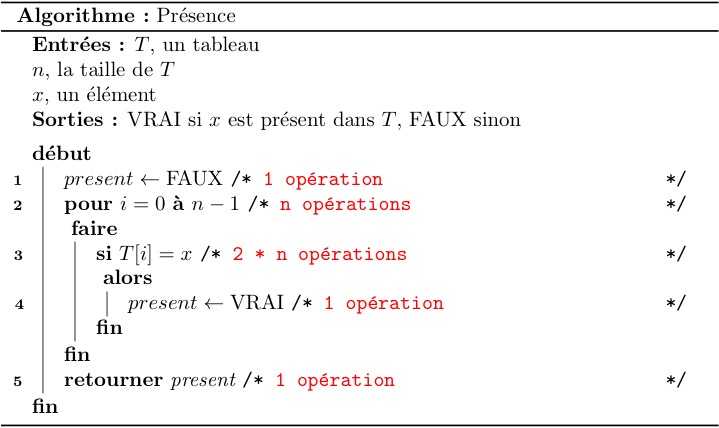 Algorithme : Présence
Entrées : T, un tableau
n, la taille de T
x, un élément
Sorties : VRAI si x est présent dans T, FAUX sinon
début
1 present ← FAUX /* 1 opération */
2 pour i = 0 à n − 1 /* n opérations */
faire
3 si T[i] = x /* 2 * n opérations */
alors
4 present ← VRAI /* 1 opération */
fin
fin
5 retourner present /* 1 opération */
fin